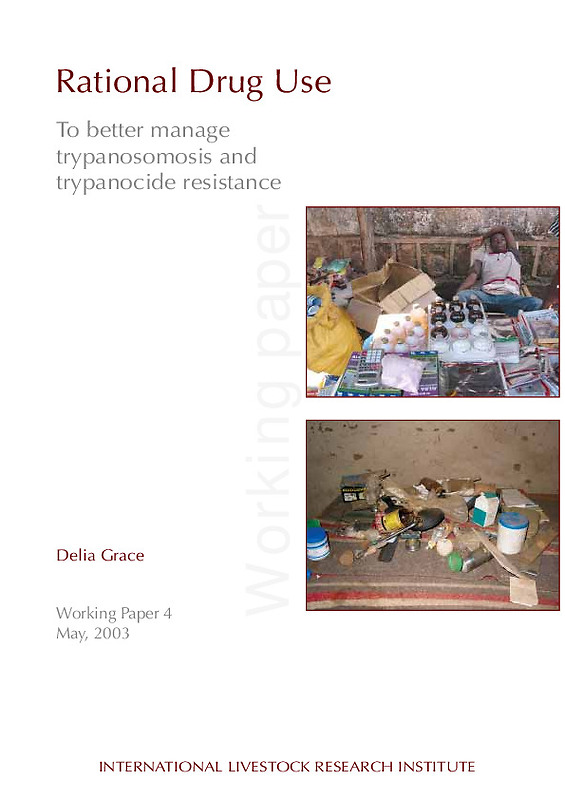 Rational Drug Use
To better manage
trypanosomosis and
trypanocide resistance
Working paper
Delia Grace
Working Paper 4
May, 2003
INTERNATIONAL LIVESTOCK RESEARCH INSTITUTE